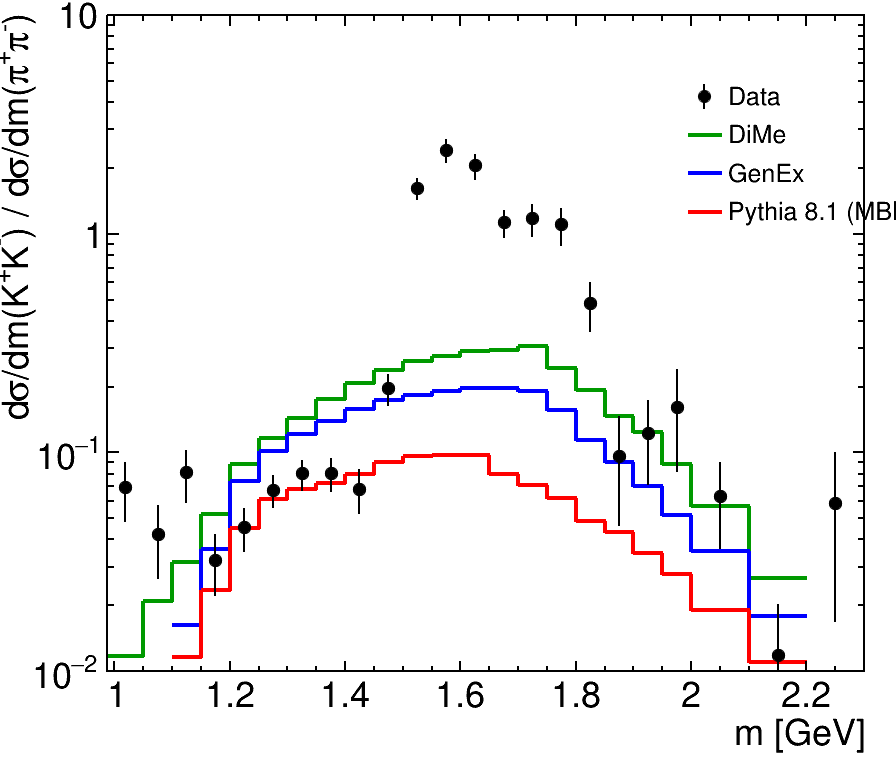 10
1
10⁻¹
10⁻²
dσ/dm(K⁺K⁻) / dσ/dm(π⁺π⁻)
Data
DiMe
GenEx
Pythia 8.1 (MB
1 1.2 1.4 1.6 1.8 2 2.2
m [GeV]